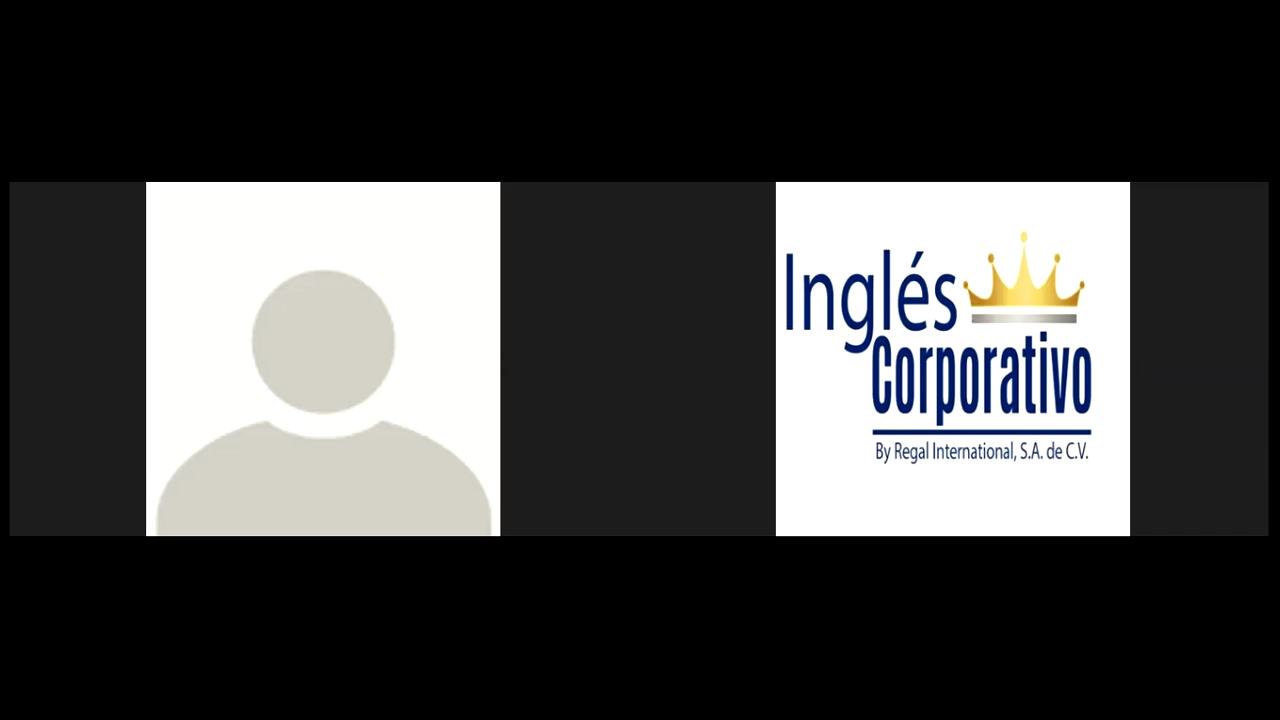 Inglés
Corporativo
By Regal International, S.A. de C.V.